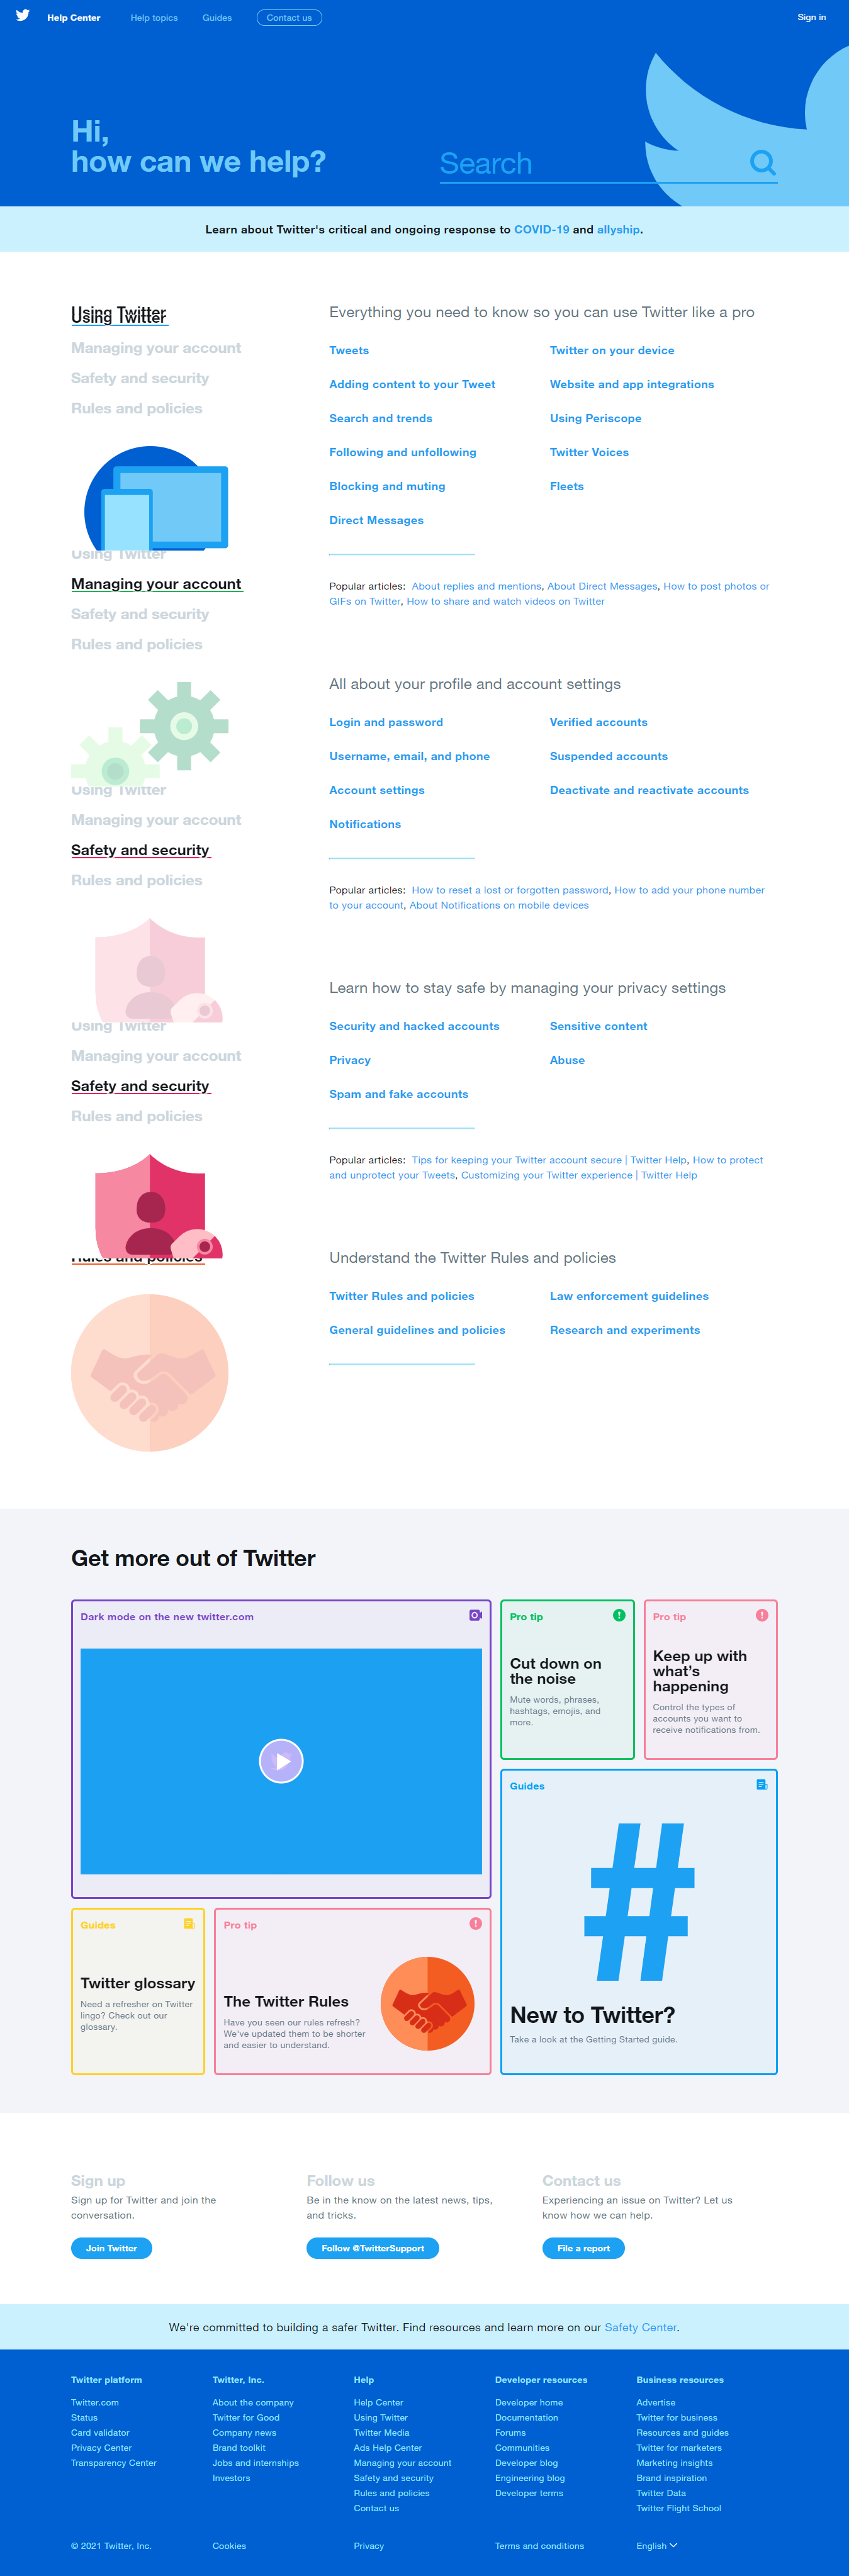 Help Center
Help topics
Guides
Contact us
Sign in
Hi,
how can we help?
Search
Learn about Twitter's critical and ongoing response to COVID-19 and allyship.
Using Twitter
Managing your account
Safety and security
Rules and policies
Everything you need to know so you can use Twitter like a pro
Tweets
Twitter on your device
Adding content to your Tweet
Website and app integrations
Search and trends
Using Periscope
Following and unfollowing
Twitter Voices
Blocking and muting
Fleets
Direct Messages
Popular articles: About replies and mentions, About Direct Messages, How to post photos or
GIFs on Twitter, How to share and watch videos on Twitter
Using Twitter
Managing your account
Safety and security
Rules and policies
All about your profile and account settings
Login and password
Verified accounts
Username, email, and phone
Suspended accounts
Account settings
Deactivate and reactivate accounts
Notifications
Popular articles: How to reset a lost or forgotten password, How to add your phone number
to your account, About Notifications on mobile devices
Using Twitter
Managing your account
Safety and security
Rules and policies
Learn how to stay safe by managing your privacy settings
Security and hacked accounts
Sensitive content
Privacy
Abuse
Spam and fake accounts
Popular articles: Tips for keeping your Twitter account secure | Twitter Help, How to protect
and unprotect your Tweets, Customizing your Twitter experience | Twitter Help
Using Twitter
Managing your account
Safety and security
Rules and policies
Rules and policies
Understand the Twitter Rules and policies
Twitter Rules and policies
Law enforcement guidelines
General guidelines and policies
Research and experiments
Get more out of Twitter
Dark mode on the new twitter.com
Pro tip
Cut down on
the noise
Mute words, phrases,
hashtags, emojis, and
more.
Pro tip
Keep up with
what's
happening
Control the types of
accounts you want to
receive notifications from.
Guides
#
New to Twitter?
Take a look at the Getting Started guide.
Guides
Twitter glossary
Need a refresher on Twitter
lingo? Check out our
glossary.
Pro tip
The Twitter Rules
Have you seen our rules refresh?
We've updated them to be shorter
and easier to understand.
Sign up
Sign up for Twitter and join the
conversation.
Join Twitter
Follow us
Be in the know on the latest news, tips,
and tricks.
Follow @TwitterSupport
Contact us
Experiencing an issue on Twitter? Let us
know how we can help.
File a report
We're committed to building a safer Twitter. Find resources and learn more on our Safety Center.
Twitter platform
Twitter.com
Status
Card validator
Privacy Center
Transparency Center
Twitter, Inc.
About the company
Twitter for Good
Company news
Brand toolkit
Jobs and internships
Investors
Help
Help Center
Using Twitter
Twitter Media
Ads Help Center
Managing your account
Safety and security
Rules and policies
Contact us
Developer resources
Developer home
Documentation
Forums
Communities
Developer blog
Engineering blog
Developer terms
Business resources
Advertise
Twitter for business
Resources and guides
Twitter for marketers
Marketing insights
Brand inspiration
Twitter Data
Twitter Flight School
© 2021 Twitter, Inc.
Cookies
Privacy
Terms and conditions
English